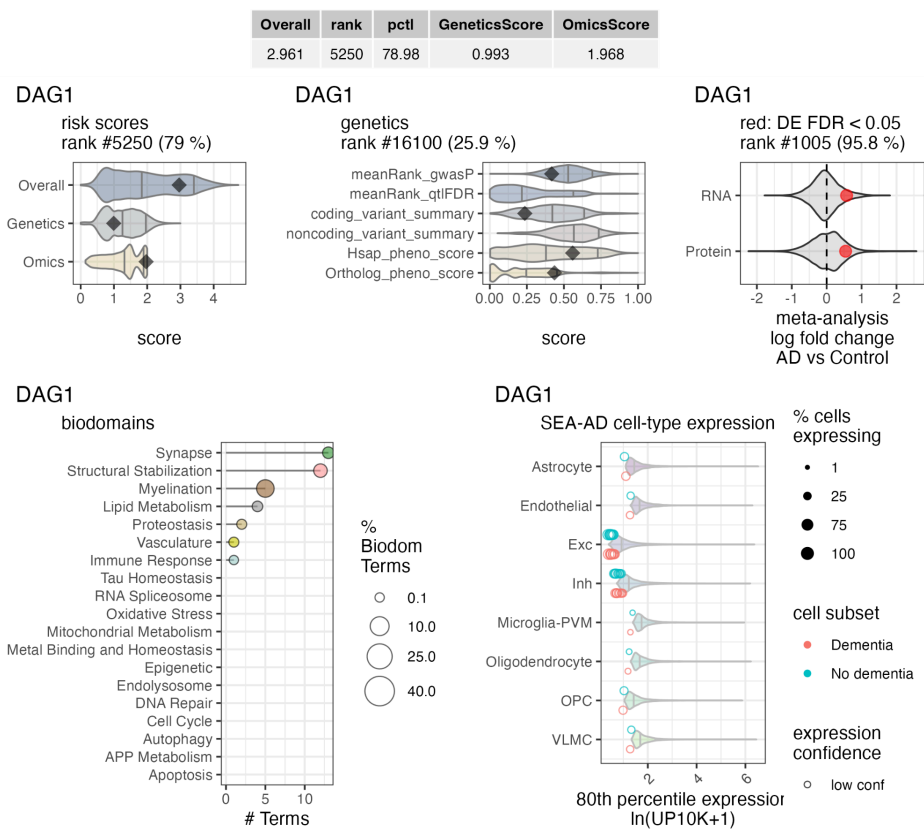 Overall rank pctl GeneticsScore OmicsScore
2.961 5250 78.98 0.993 1.968
DAG1
risk scores
rank #5250 (79 %)
Overall
Genetics
Omics
0 1 2 3 4
score
DAG1
genetics
rank #16100 (25.9 %)
meanRank_gwasP
meanRank_qtlFDR
coding_variant_summary
noncoding_variant_summary
Hsap_pheno_score
Ortholog_pheno_score
0.00 0.25 0.50 0.75 1.00
score
DAG1
red: DE FDR < 0.05
rank #1005 (95.8 %)
RNA
Protein
-2 -1 0 1 2
meta-analysis
log fold change
AD vs Control
DAG1
biodomains
Synapse
Structural Stabilization
Myelination
Lipid Metabolism
Proteostasis
Vasculature
Immune Response
Tau Homeostasis
RNA Spliceosome
Oxidative Stress
Mitochondrial Metabolism
Metal Binding and Homeostasis
Epigenetic
Endolysosome
DNA Repair
Cell Cycle
Autophagy
APP Metabolism
Apoptosis
0 5 10
# Terms
%
Biodom
Terms
0.1
10.0
25.0
40.0
DAG1
SEA-AD cell-type expression
Astrocyte
Endothelial
Exc
Inh
Microglia-PVM
Oligodendrocyte
OPC
VLMC
2 4 6
80th percentile expression
ln(UP10K+1)
% cells
expressing
1
25
75
100
cell subset
Dementia
No dementia
expression
confidence
low conf